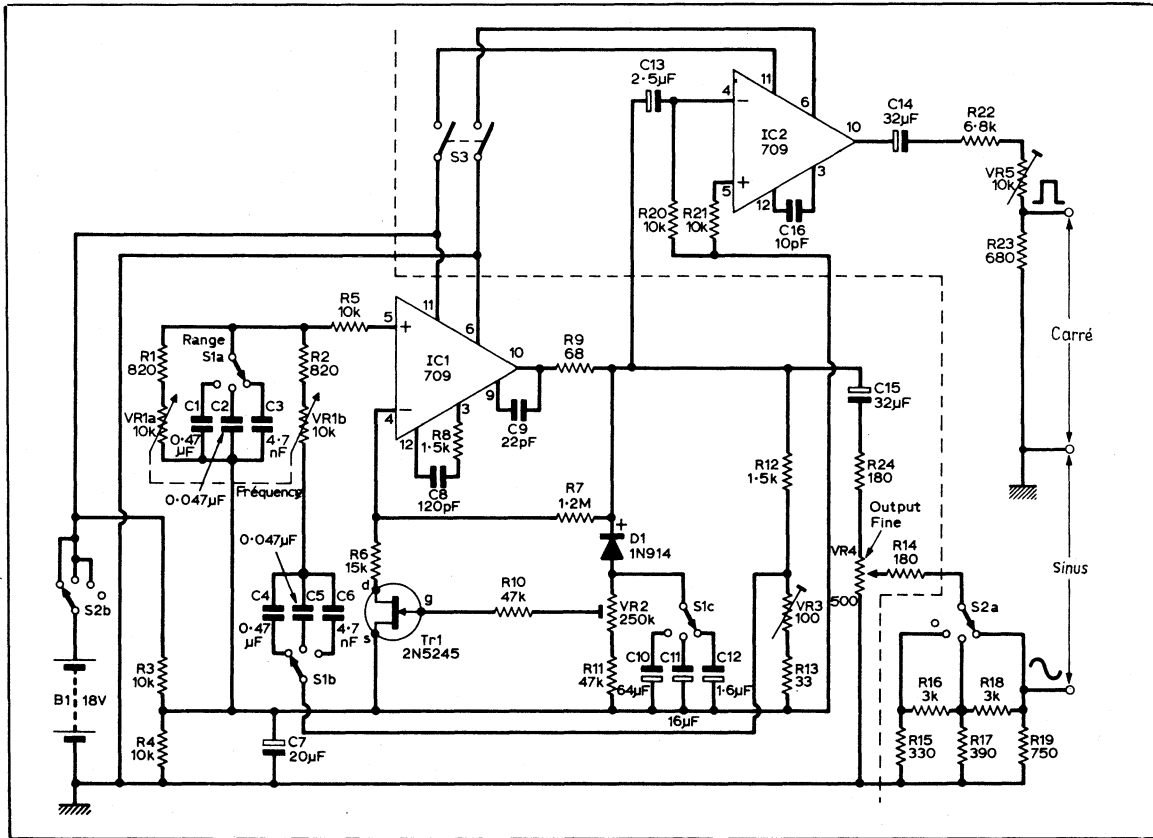 C13
2·5µF
11
6
4
−
IC2
709
10
+
5
12
3
C16
10pF
C14
32µF
R22
6·8k
VR5
10k
R20
10k
R21
10k
R23
680
Carré
S3
Range
S1a
R1
820
R2
820
R5
10k
5
+
11
6
IC1
709
10
9
−
4
12
3
R9
68
C9
22pF
R8
1·5k
C8
120pF
VR1a
10k
C1
0·47
µF
C2
C3
4·7
nF
VR1b
10k
0·047µF
Fréquency
R7
1·2M
R12
1·5k
C15
32µF
R24
180
Output
Fine
VR4
500
R14
180
S2a
sinus
+
D1
1N914
R6
15k
d
g
s
Tr1
2N5245
R10
47k
VR2
250k
S1c
R11
47k
C10
64µF
C11
16µF
C12
1·6µF
VR3
100
R13
33
0·047µF
C4
0·47
µF
C5
C6
4·7
nF
S1b
S2b
B1
18V
R3
10k
R4
10k
C7
20µF
R16
3k
R18
3k
R15
330
R17
390
R19
750